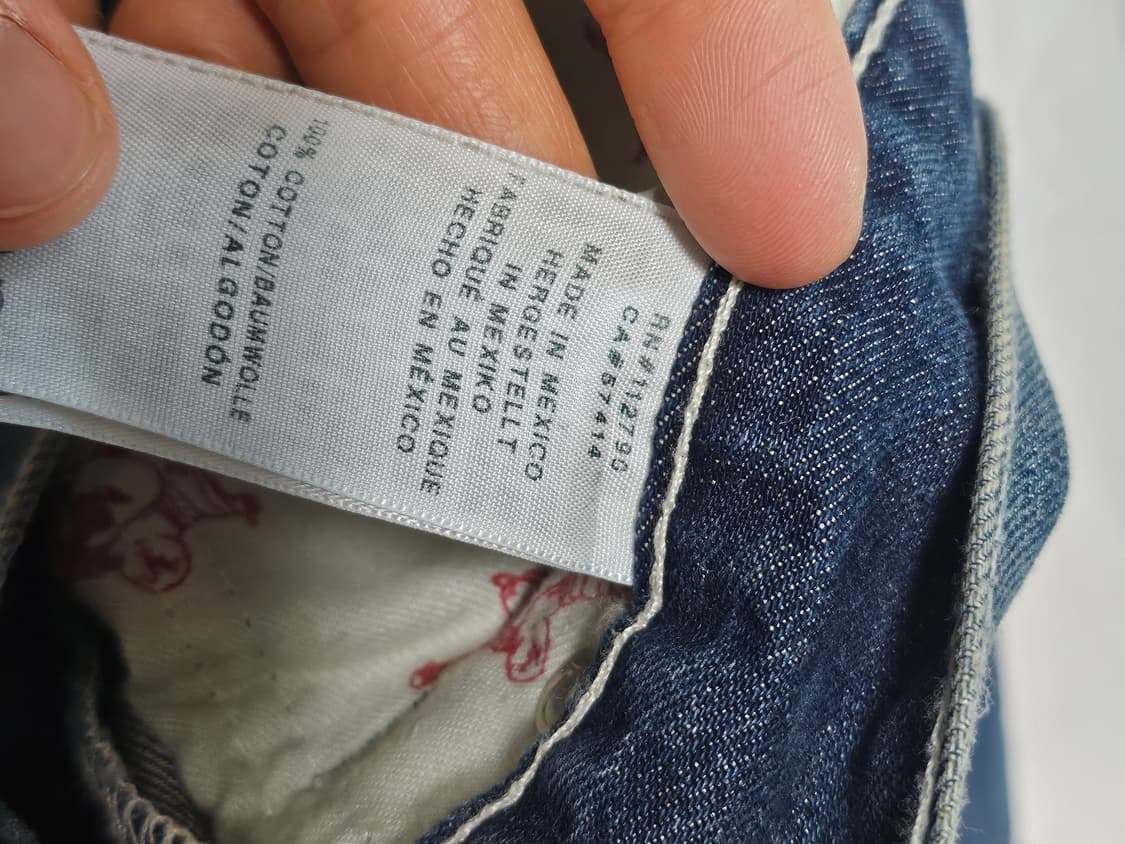 RN#112790
CA#57414
MADE IN MEXICO
HERGESTELLT
IN MEXIKO
FABRIQUÉ AU MEXIQUE
HECHO EN MÉXICO
100% COTTON/BAUMWOLLE
COTON/ALGODÓN